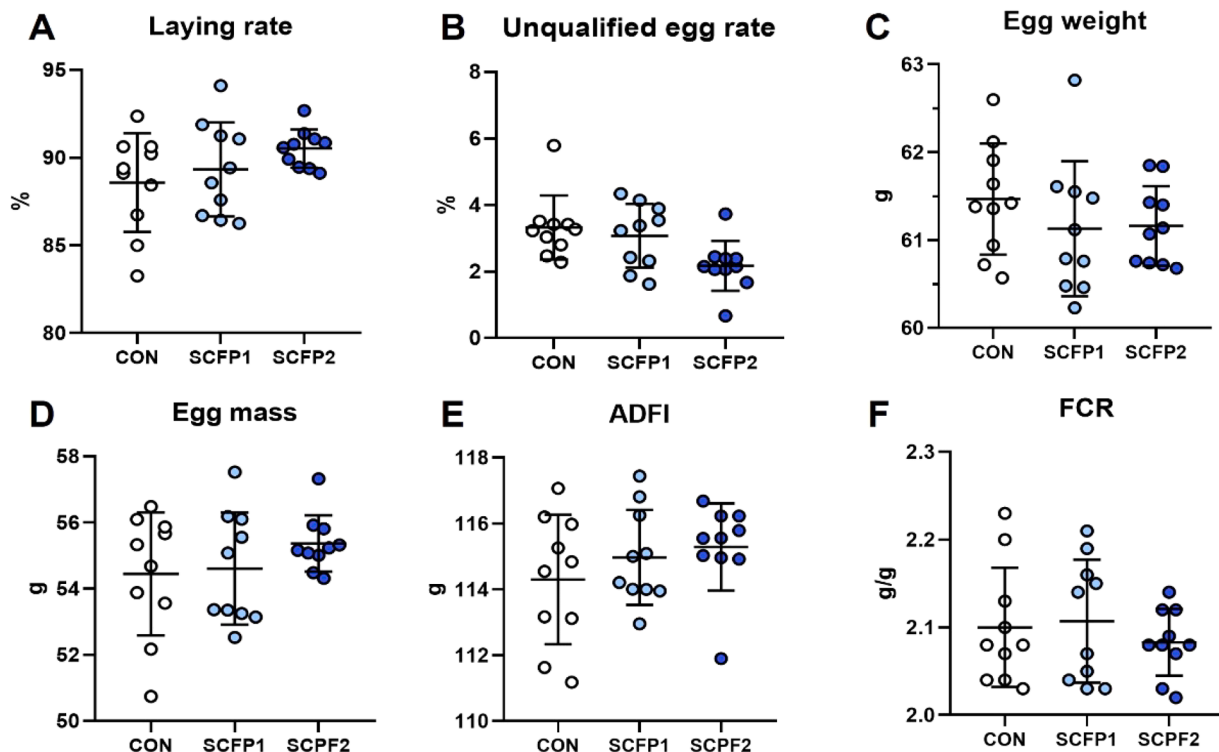 A Laying rate
%
95
90
85
80
CON SCFP1 SCFP2
B Unqualified egg rate
%
8
6
4
2
0
CON SCFP1 SCFP2
C Egg weight
g
63
62
61
60
CON SCFP1 SCFP2
D Egg mass
g
58
56
54
52
50
CON SCFP1 SCPF2
E ADFI
g
118
116
114
112
110
CON SCFP1 SCPF2
F FCR
g/g
2.3
2.2
2.1
2.0
CON SCFP1 SCPF2